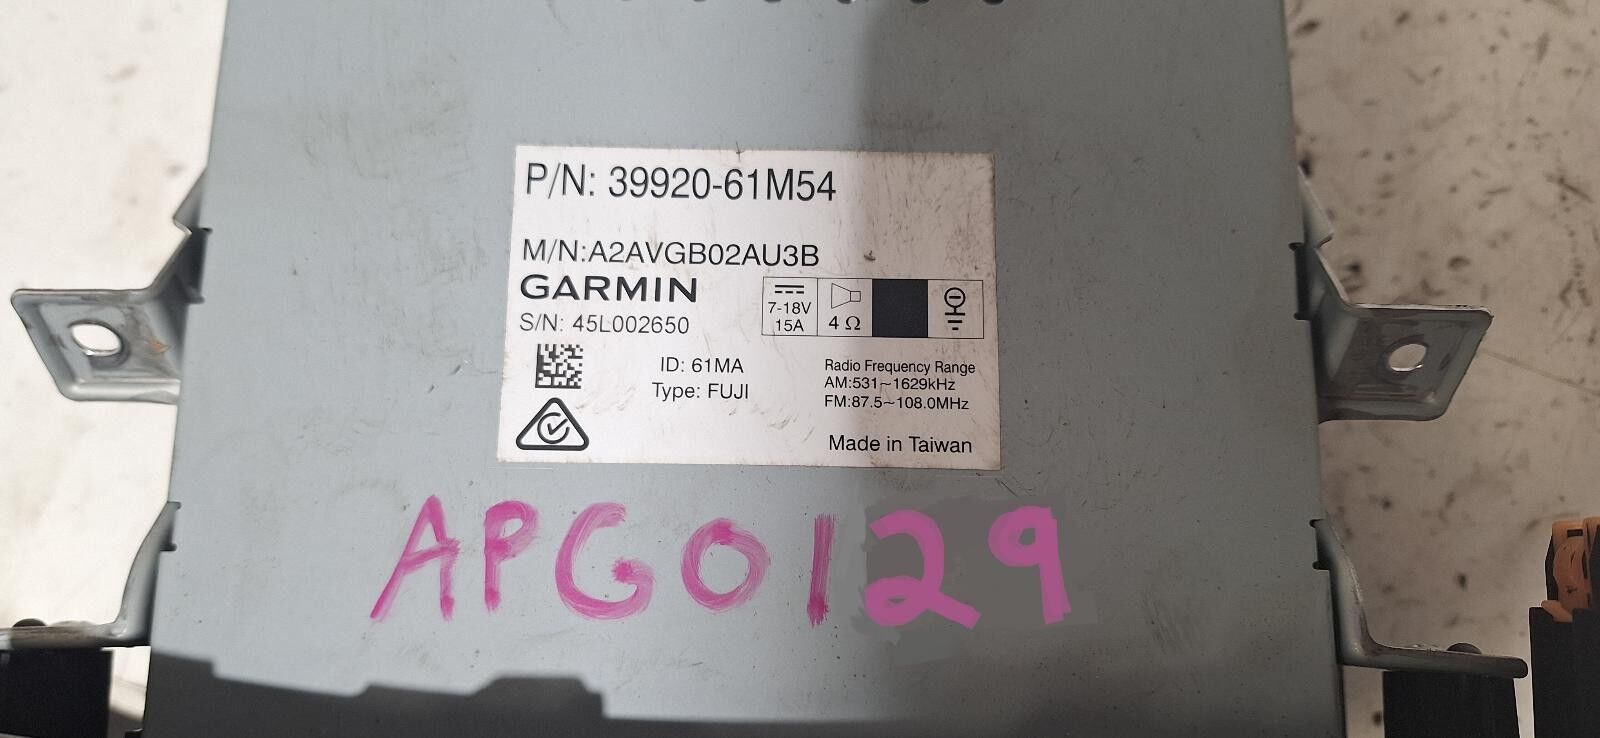 P/N: 39920-61M54
M/N:A2AVGB02AU3B
GARMIN
7-18V
15A
4 Ω
S/N: 45L002650
ID: 61MA
Type: FUJI
Radio Frequency Range
AM:531~1629kHz
FM:87.5~108.0MHz
Made in Taiwan
APG0129